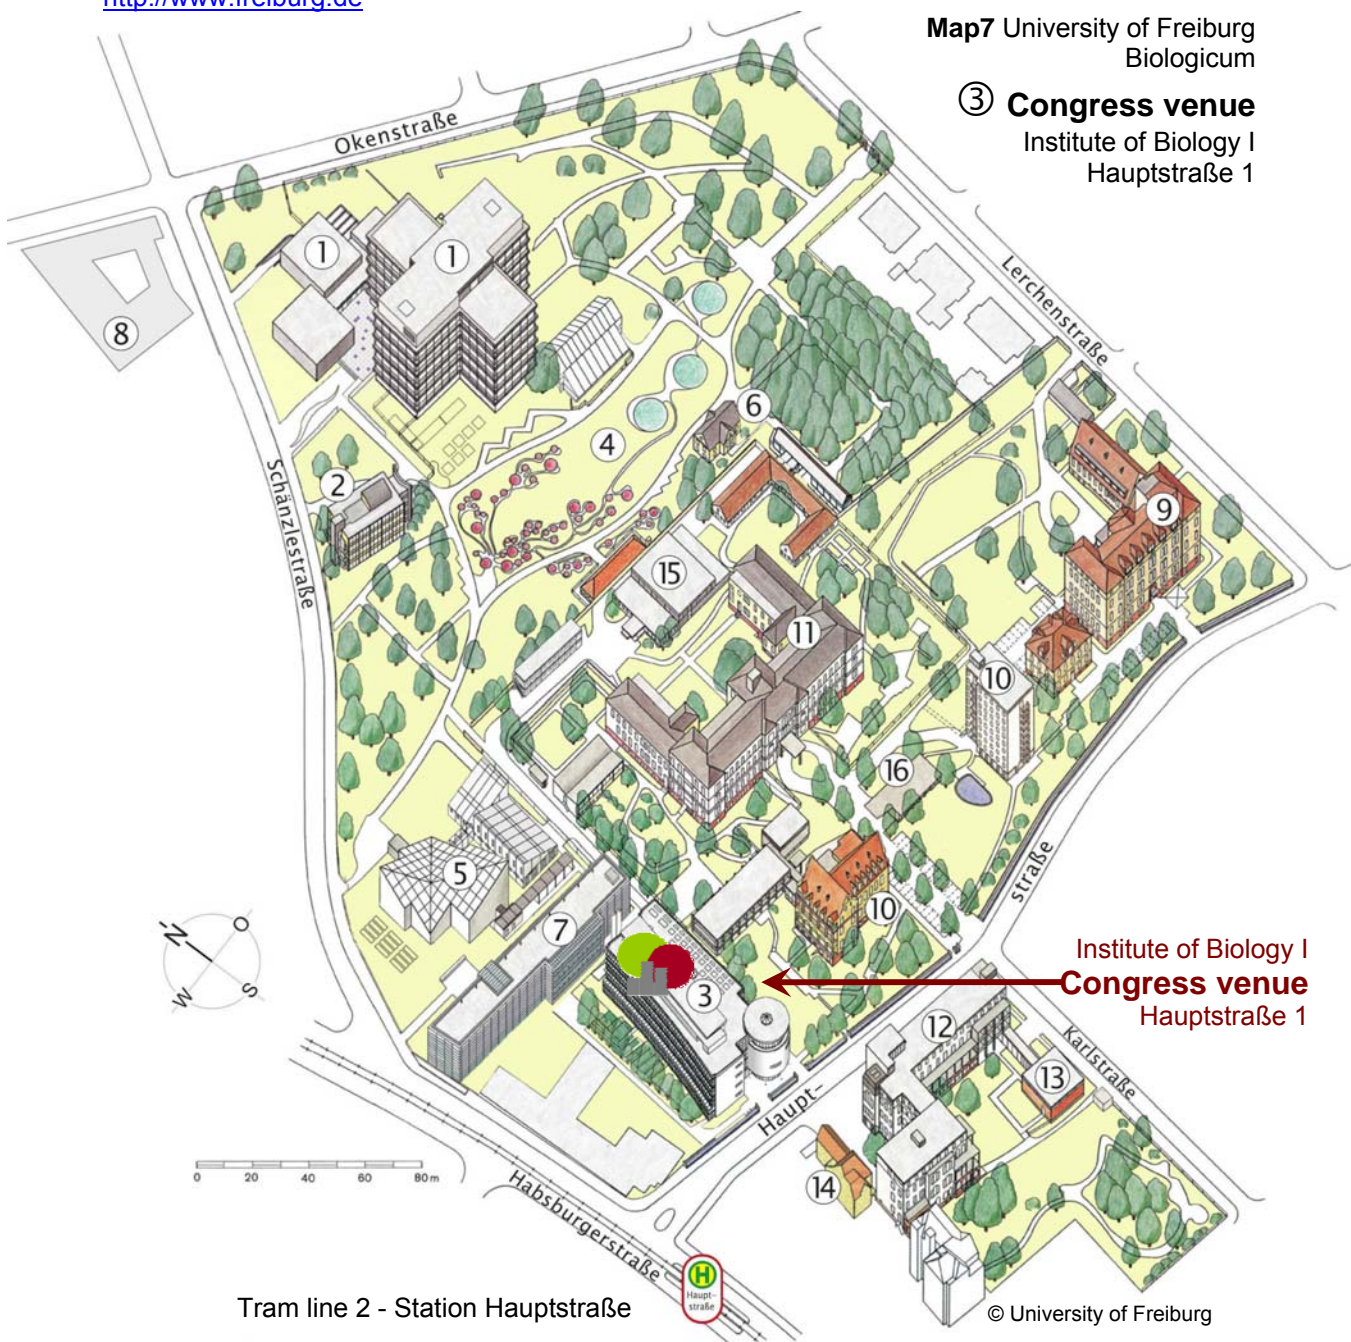 http://www.freiburg.de
Map7 University of Freiburg
Biologicum
③ Congress venue
Institute of Biology I
Hauptstraße 1
Okenstraße
Lerchenstraße
1
1
8
6
4
2
Schänzlestraße
9
15
11
10
16
5
7
10
straße
N
O
W
S
3
Institute of Biology I
Congress venue
Hauptstraße 1
12
Karlstraße
13
Haupt-
14
0 20 40 60 80 m
Habsburgerstraße
H
Haupt-
straße
Tram line 2 - Station Hauptstraße
© University of Freiburg